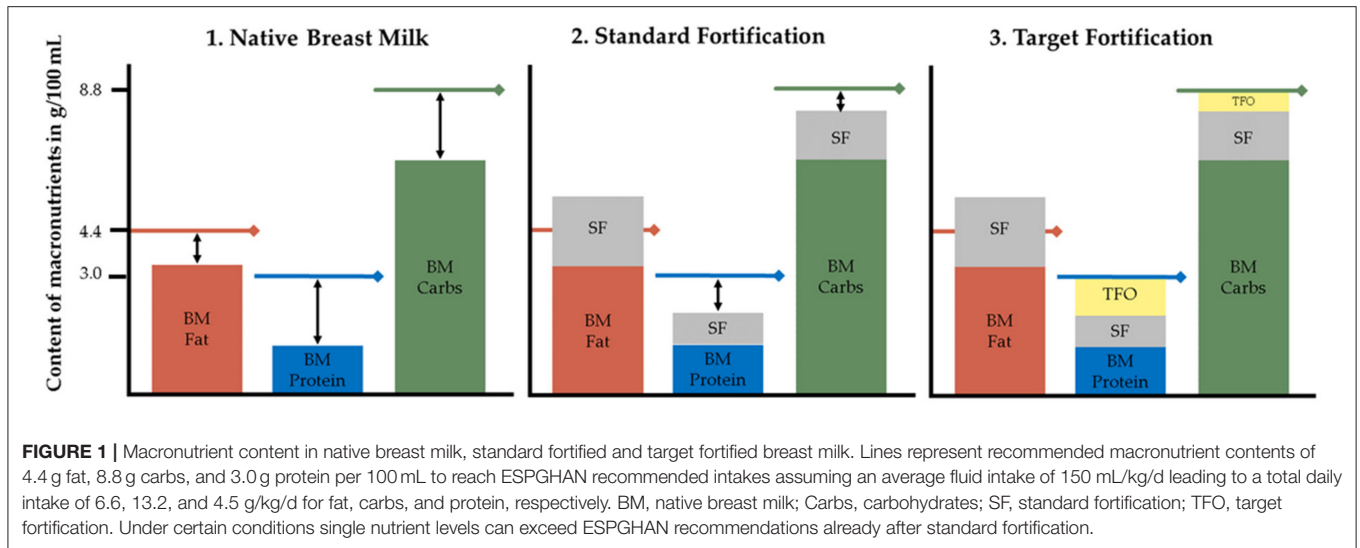 1. Native Breast Milk
2. Standard Fortification
3. Target Fortification
Content of macronutrients in g/100 mL
8.8
4.4
3.0
BM
Fat
BM
Protein
BM
Carbs
SF
BM
Fat
SF
BM
Protein
SF
BM
Carbs
SF
BM
Fat
TFO
SF
BM
Protein
TFO
SF
BM
Carbs
FIGURE 1 | Macronutrient content in native breast milk, standard fortified and target fortified breast milk. Lines represent recommended macronutrient contents of
4.4 g fat, 8.8 g carbs, and 3.0 g protein per 100 mL to reach ESPGHAN recommended intakes assuming an average fluid intake of 150 mL/kg/d leading to a total daily
intake of 6.6, 13.2, and 4.5 g/kg/d for fat, carbs, and protein, respectively. BM, native breast milk; Carbs, carbohydrates; SF, standard fortification; TFO, target
fortification. Under certain conditions single nutrient levels can exceed ESPGHAN recommendations already after standard fortification.